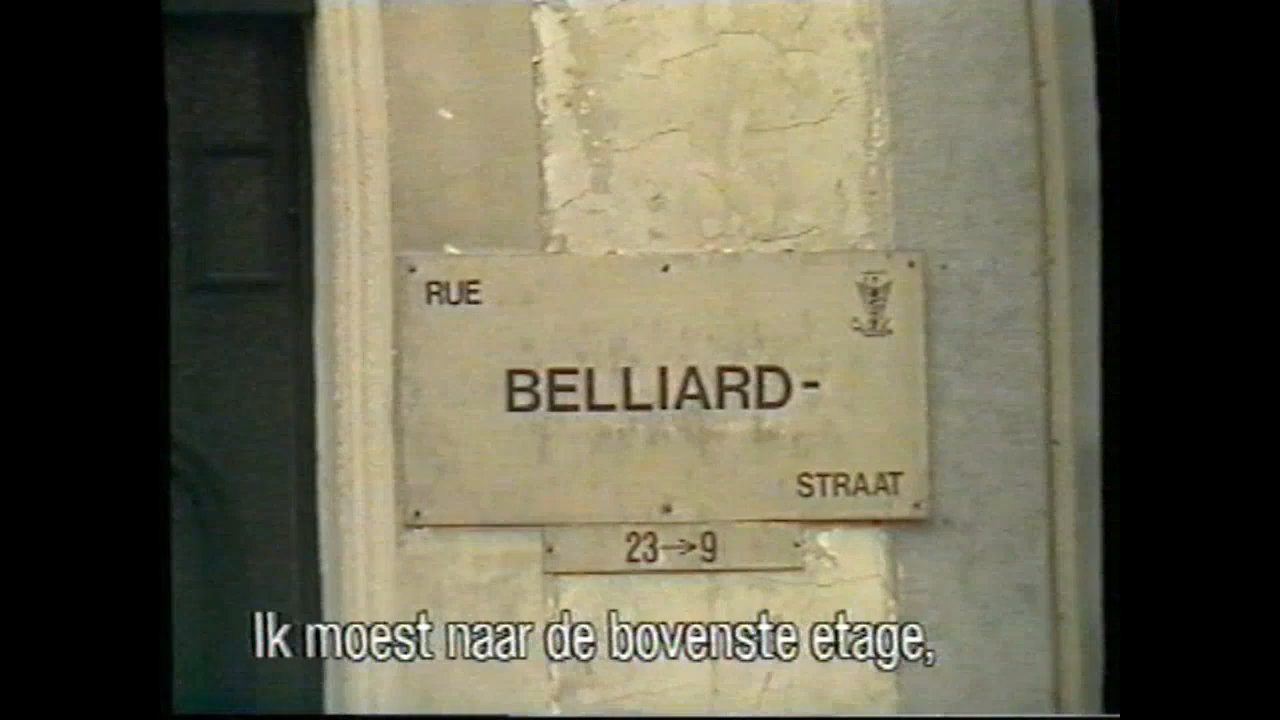 RUE
BELLIARD-
STRAAT
23→9
Ik moest naar de bovenste etage,